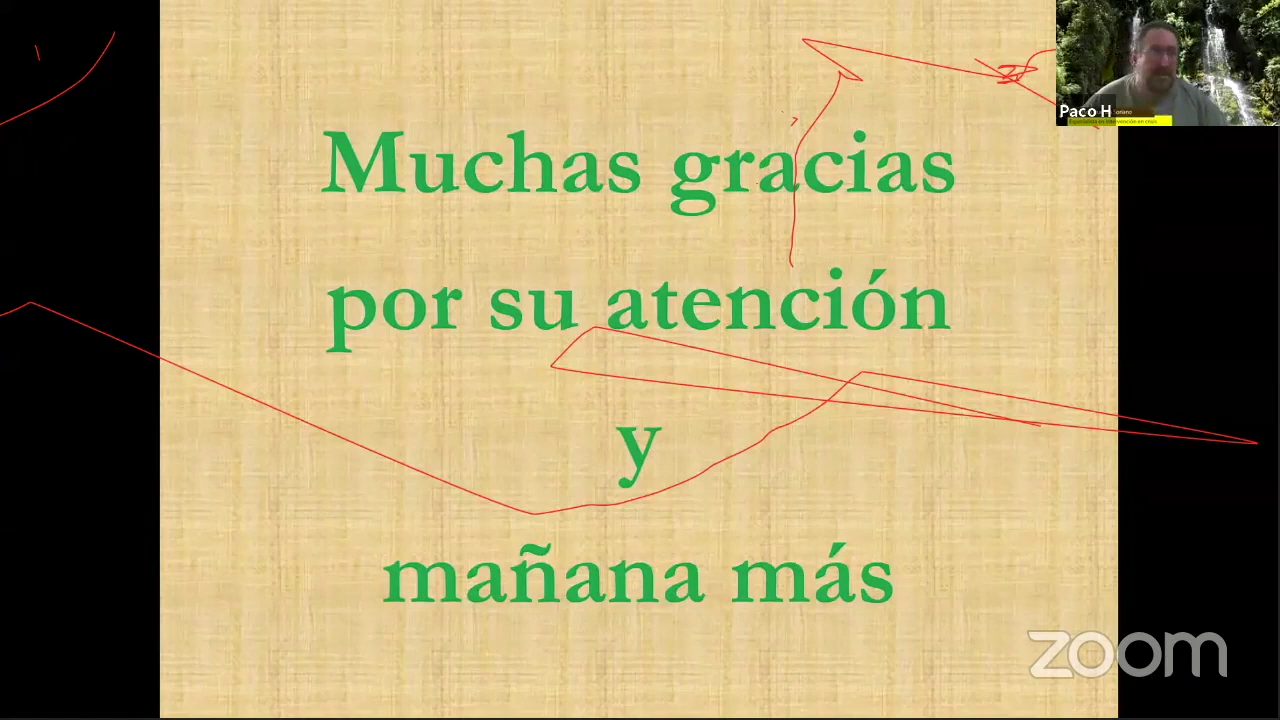 Muchas gracias
por su atención
y
mañana más
Paco H
zoom